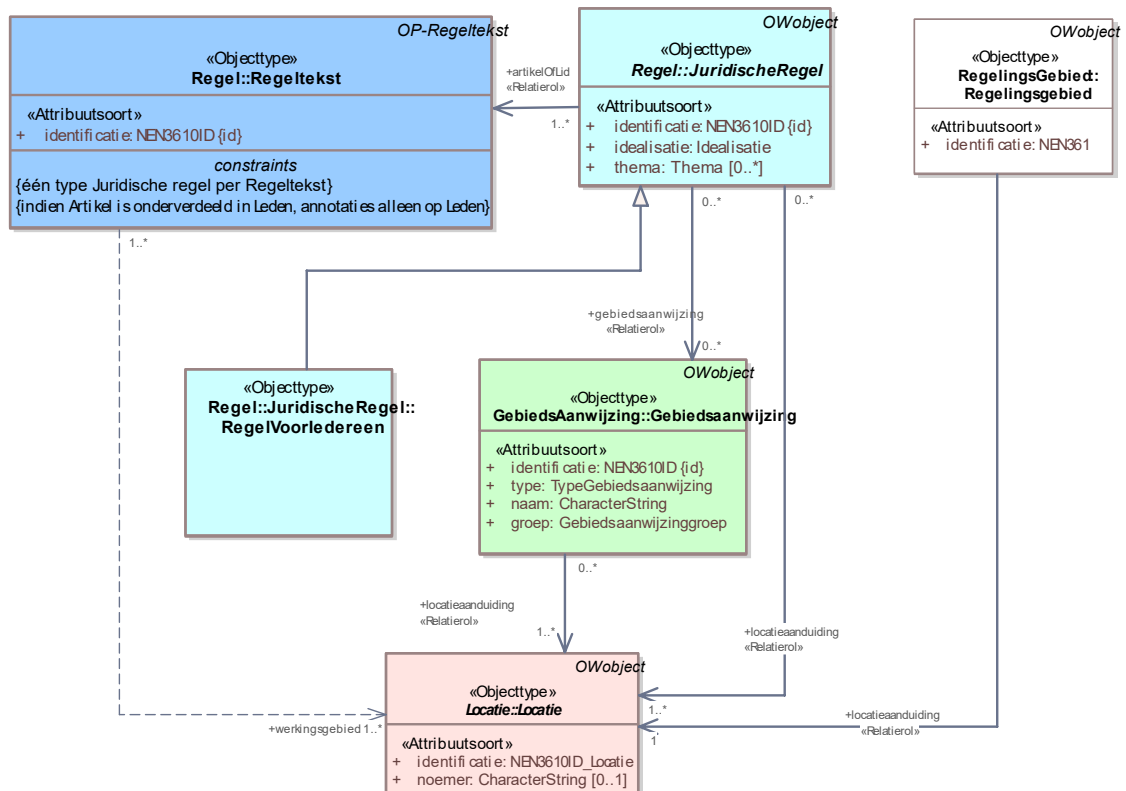 OP-Regeltekst
«Objecttype»
Regel::Regeltekst
«Attribuutsoort»
+ identificatie: NEN3610ID {id}
constraints
{één type Juridische regel per Regeltekst}
{indien Artikel is onderverdeeld in Leden, annotaties alleen op Leden}
1..*
+artikelOfLid
«Relatierol»
1..*
OWobject
«Objecttype»
Regel::JuridischeRegel
«Attribuutsoort»
+ identificatie: NEN3610ID {id}
+ idealisatie: Idealisatie
+ thema: Thema [0..*]
0..*
0..*
OWobject
«Objecttype»
RegelingsGebied::
Regelingsgebied
«Attribuutsoort»
+ identificatie: NEN361
+gebiedsaanwijzing
«Relatierol»
0..*
«Objecttype»
Regel::JuridischeRegel::
RegelVoorIedereen
OWobject
«Objecttype»
GebiedsAanwijzing::Gebiedsaanwijzing
«Attribuutsoort»
+ identificatie: NEN3610ID {id}
+ type: TypeGebiedsaanwijzing
+ naam: CharacterString
+ groep: Gebiedsaanwijzinggroep
0..*
+locatieaanduiding
«Relatierol»
1..*
+locatieaanduiding
«Relatierol»
1..*
+locatieaanduiding
«Relatierol»
1
+werkingsgebied 1..*
OWobject
«Objecttype»
Locatie::Locatie
«Attribuutsoort»
+ identificatie: NEN3610ID_Locatie
+ noemer: CharacterString [0..1]